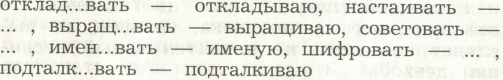 отклад...вать откладываю, настаивать —
... , выращ...вать — выращиваю, советовать —
, имен...вать — именую, шифровать ... ,
подталк...вать — подталкиваю